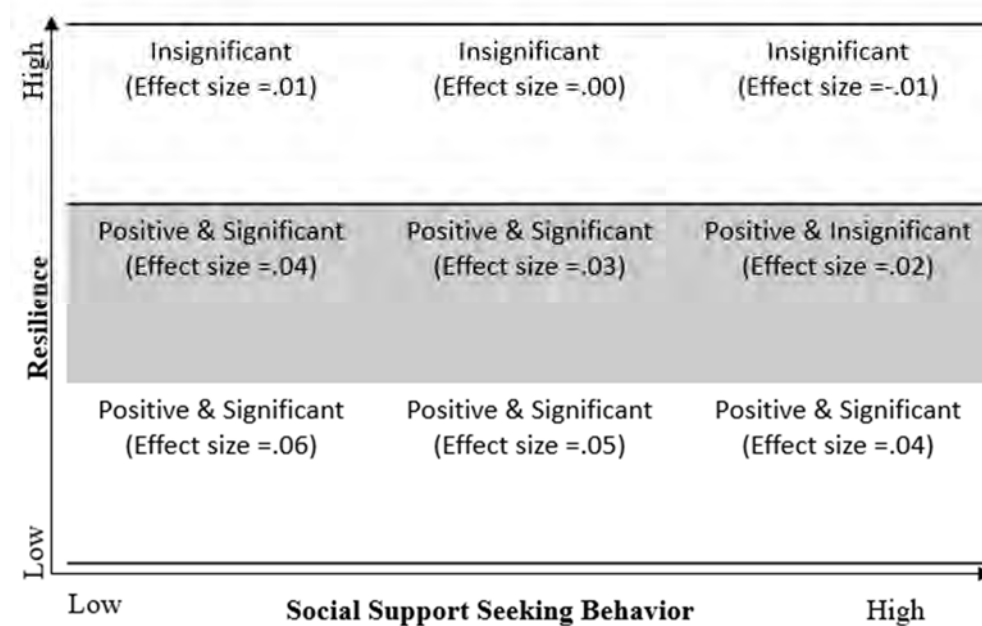 High
Insignificant
(Effect size =.01)
Insignificant
(Effect size =.00)
Insignificant
(Effect size =-.01)
Resilience
Positive & Significant
(Effect size =.04)
Positive & Significant
(Effect size =.03)
Positive & Insignificant
(Effect size =.02)
Positive & Significant
(Effect size =.06)
Positive & Significant
(Effect size =.05)
Positive & Significant
(Effect size =.04)
Low
Low
Social Support Seeking Behavior
High